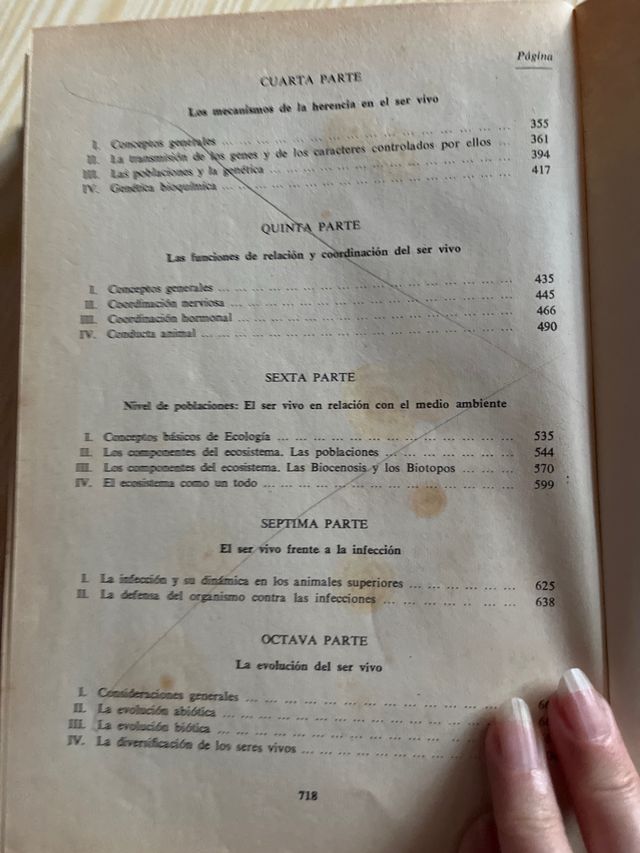 Página
CUARTA PARTE
Los mecanismos de la herencia en el ser vivo
I. Conceptos generales ... 355
II. La transmisión de los genes y de los caracteres controlados por ellos ... 361
III. Las poblaciones y la genética ... 394
IV. Genética bioquímica ... 417
QUINTA PARTE
Las funciones de relación y coordinación del ser vivo
I. Conceptos generales ... 435
II. Coordinación nerviosa ... 445
III. Coordinación hormonal ... 466
IV. Conducta animal ... 490
SEXTA PARTE
Nivel de poblaciones: El ser vivo en relación con el medio ambiente
I. Conceptos básicos de Ecología ... 535
II. Los componentes del ecosistema. Las poblaciones ... 544
III. Los componentes del ecosistema. Las Biocenosis y los Biotopos ... 570
IV. El ecosistema como un todo ... 599
SEPTIMA PARTE
El ser vivo frente a la infección
I. La infección y su dinámica en los animales superiores ... 625
II. La defensa del organismo contra las infecciones ... 638
OCTAVA PARTE
La evolución del ser vivo
I. Consideraciones generales ...
II. La evolución abiótica ...
III. La evolución biótica ...
IV. La diversificación de los seres vivos ...
718